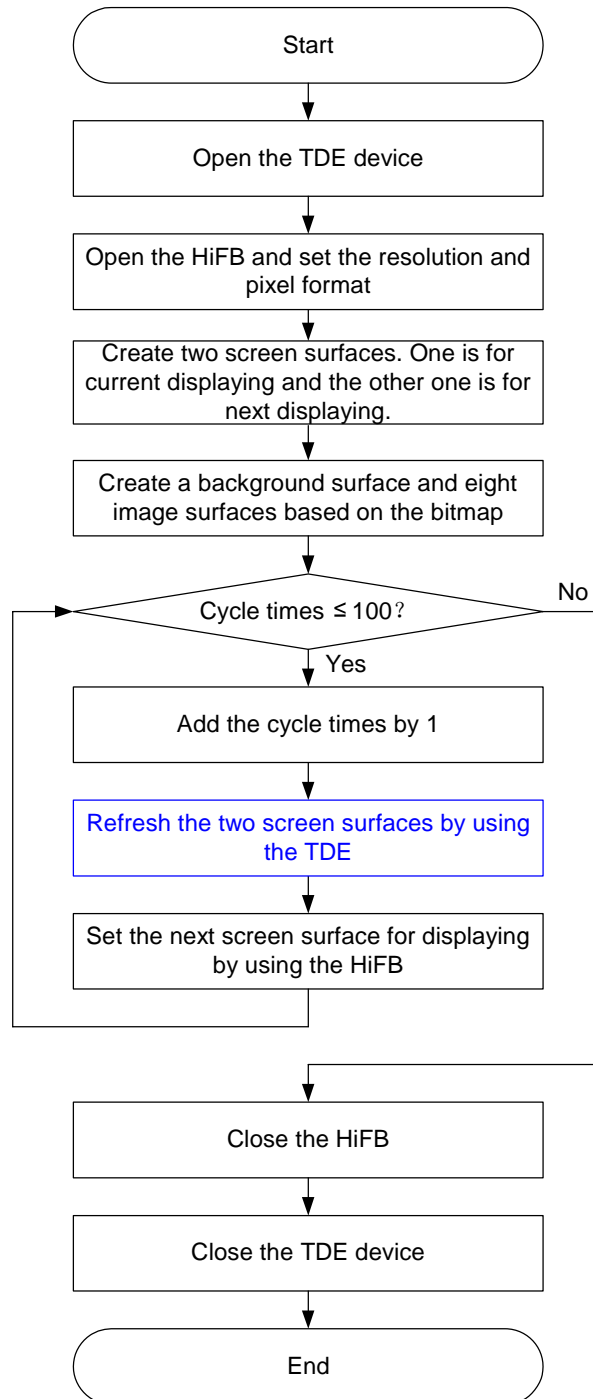 Start
Open the TDE device
Open the HiFB and set the resolution and
pixel format
Create two screen surfaces. One is for
current displaying and the other one is for
next displaying.
Create a background surface and eight
image surfaces based on the bitmap
Cycle times ≤ 100?
No
Yes
Add the cycle times by 1
Refresh the two screen surfaces by using
the TDE
Set the next screen surface for displaying
by using the HiFB
Close the HiFB
Close the TDE device
End